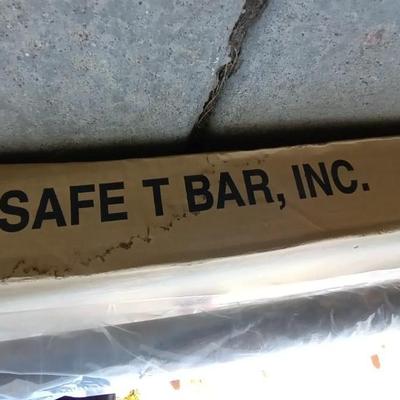 SAFE T BAR, INC.